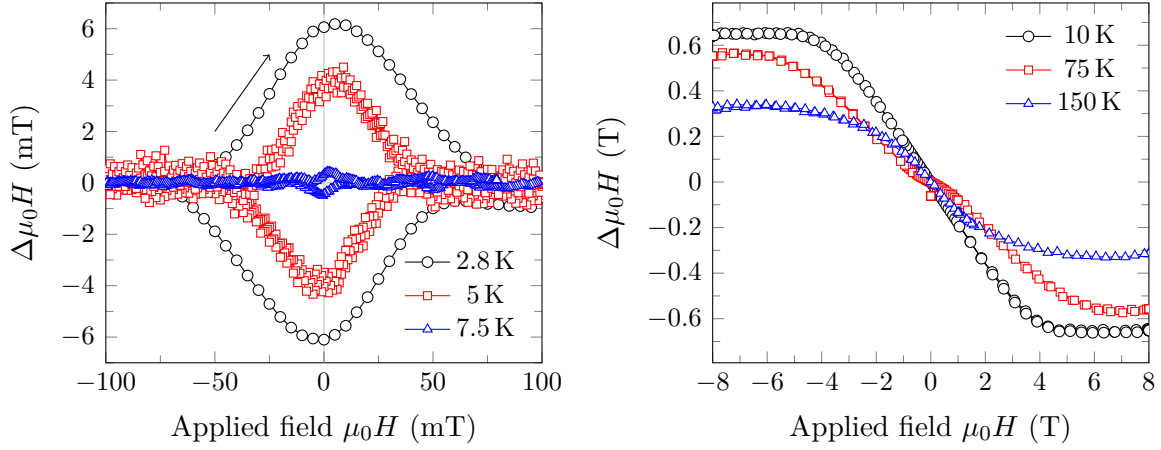 6
4
2
0
−2
−4
−6
−100
−50
0
50
100
Δμ₀H (mT)
Applied field μ₀H (mT)
2.8 K
5 K
7.5 K
0.6
0.4
0.2
0
−0.2
−0.4
−0.6
−8
−6
−4
−2
0
2
4
6
8
Δμ₀H (T)
Applied field μ₀H (T)
10 K
75 K
150 K